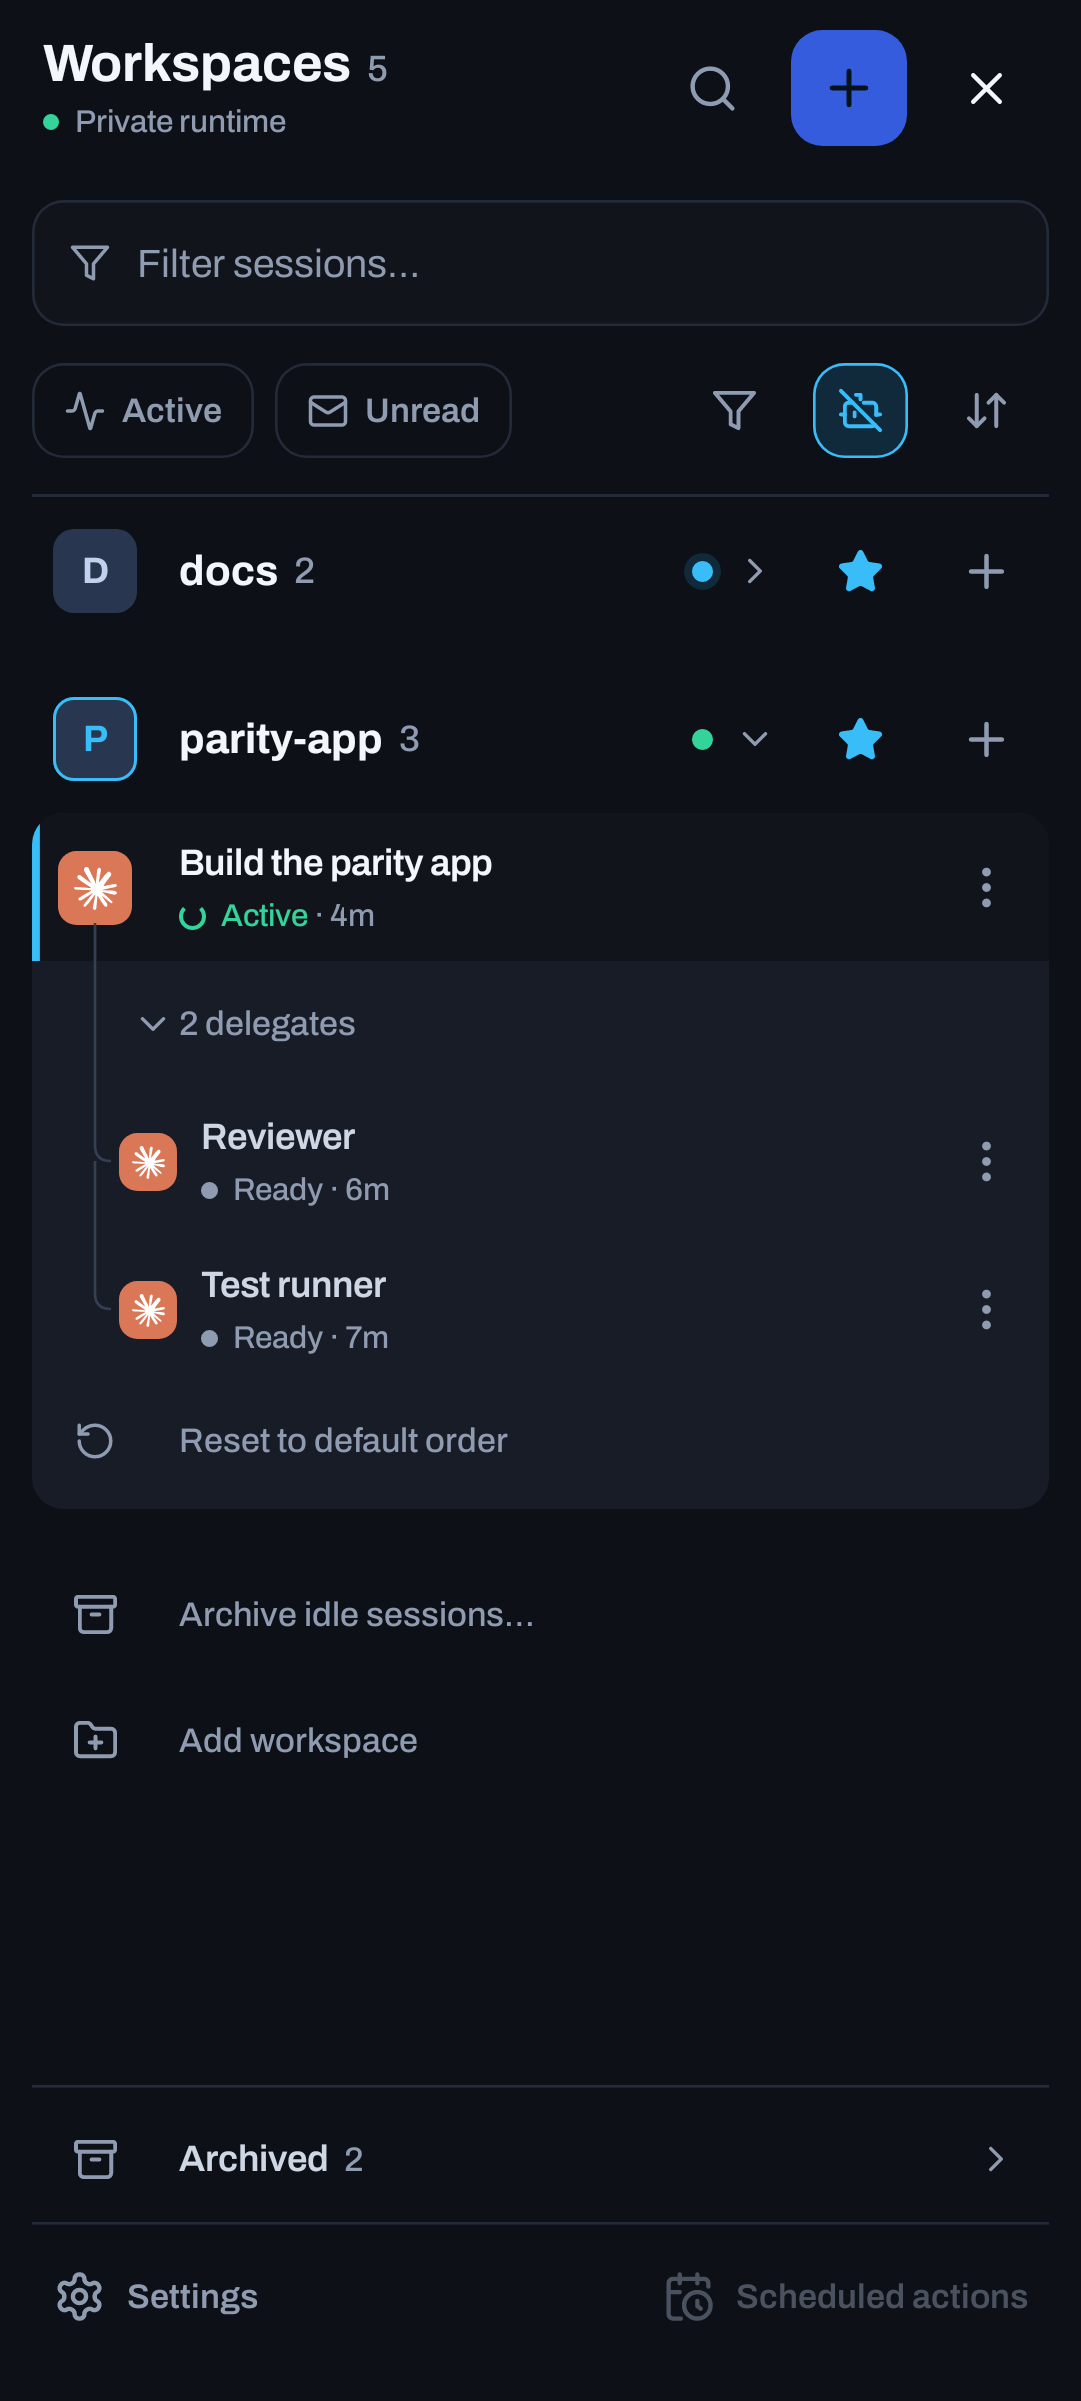 Workspaces 5
Private runtime
Filter sessions...
Active
Unread
D
docs 2
P
parity-app 3
Build the parity app
Active · 4m
2 delegates
Reviewer
Ready · 6m
Test runner
Ready · 7m
Reset to default order
Archive idle sessions...
Add workspace
Archived 2
Settings
Scheduled actions